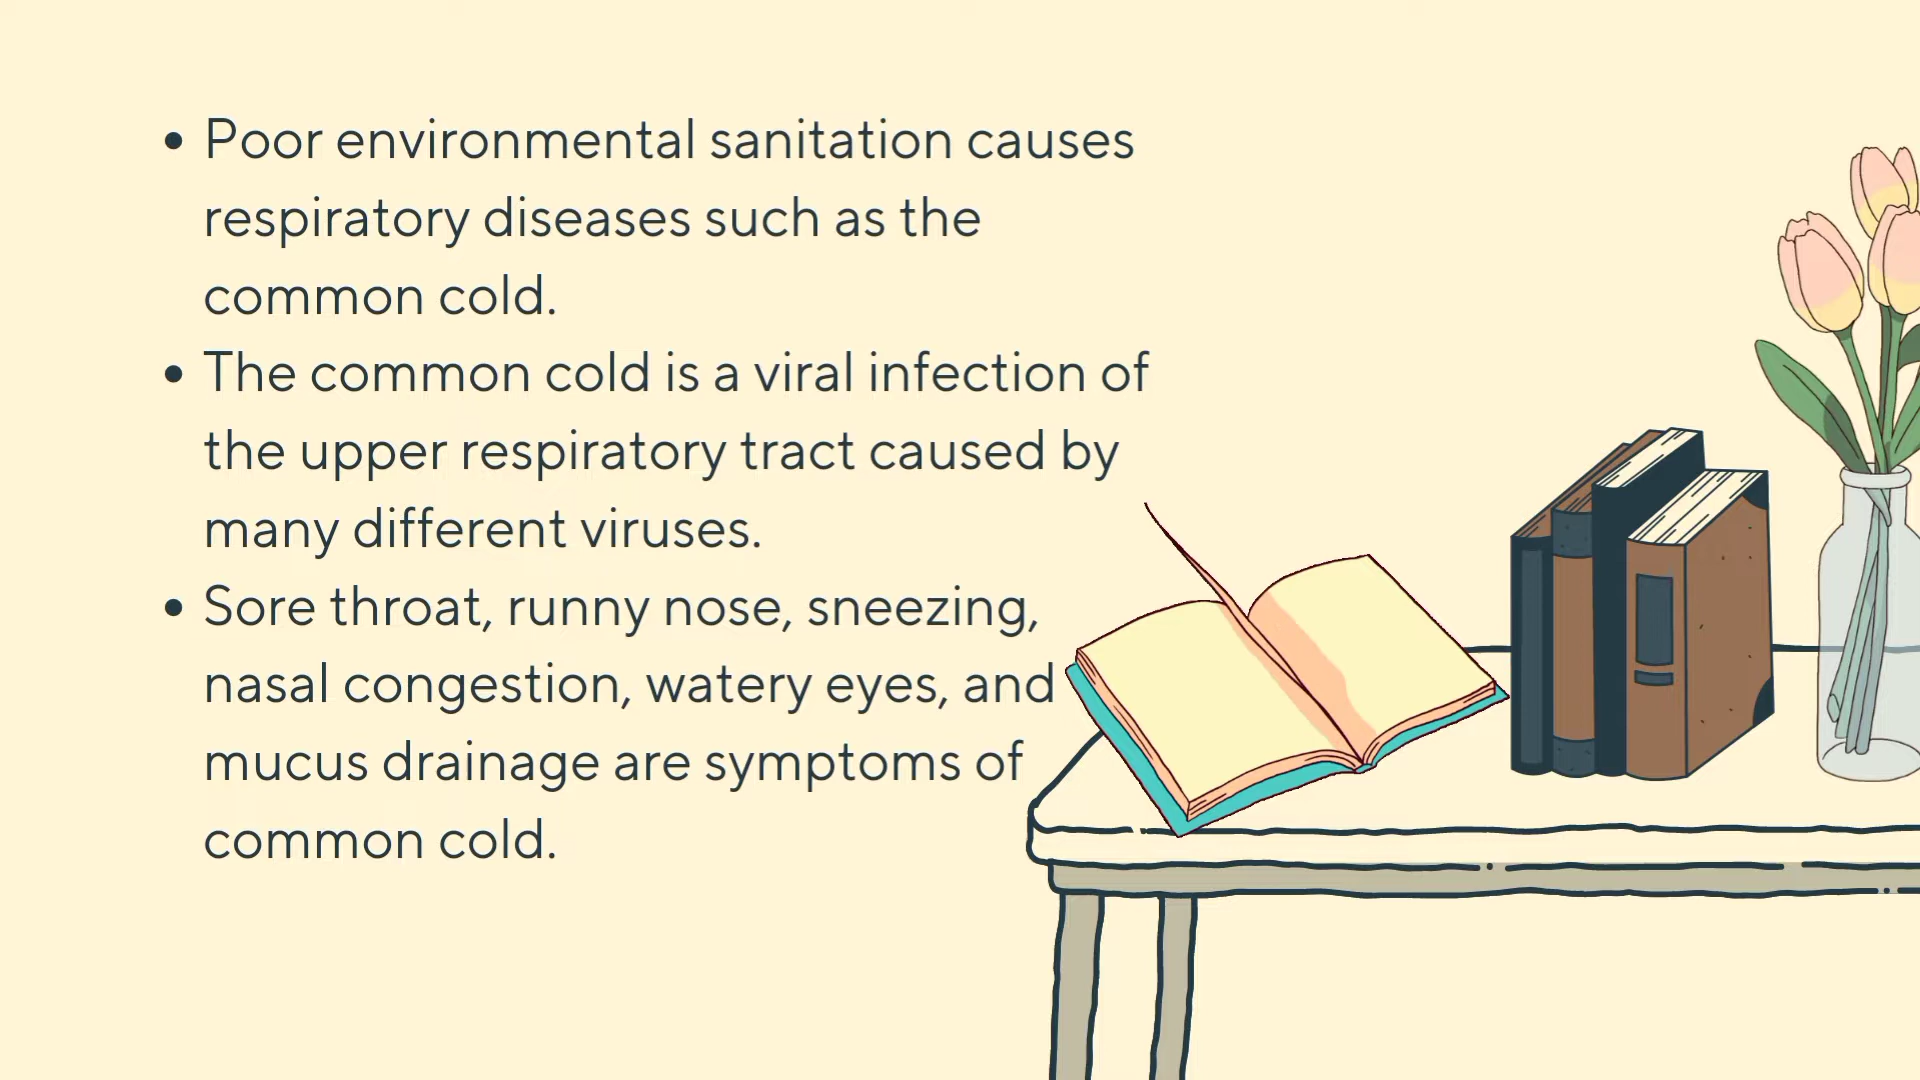 • Poor environmental sanitation causes
respiratory diseases such as the
common cold.
• The common cold is a viral infection of
the upper respiratory tract caused by
many different viruses.
• Sore throat, runny nose, sneezing,
nasal congestion, watery eyes, and
mucus drainage are symptoms of
common cold.